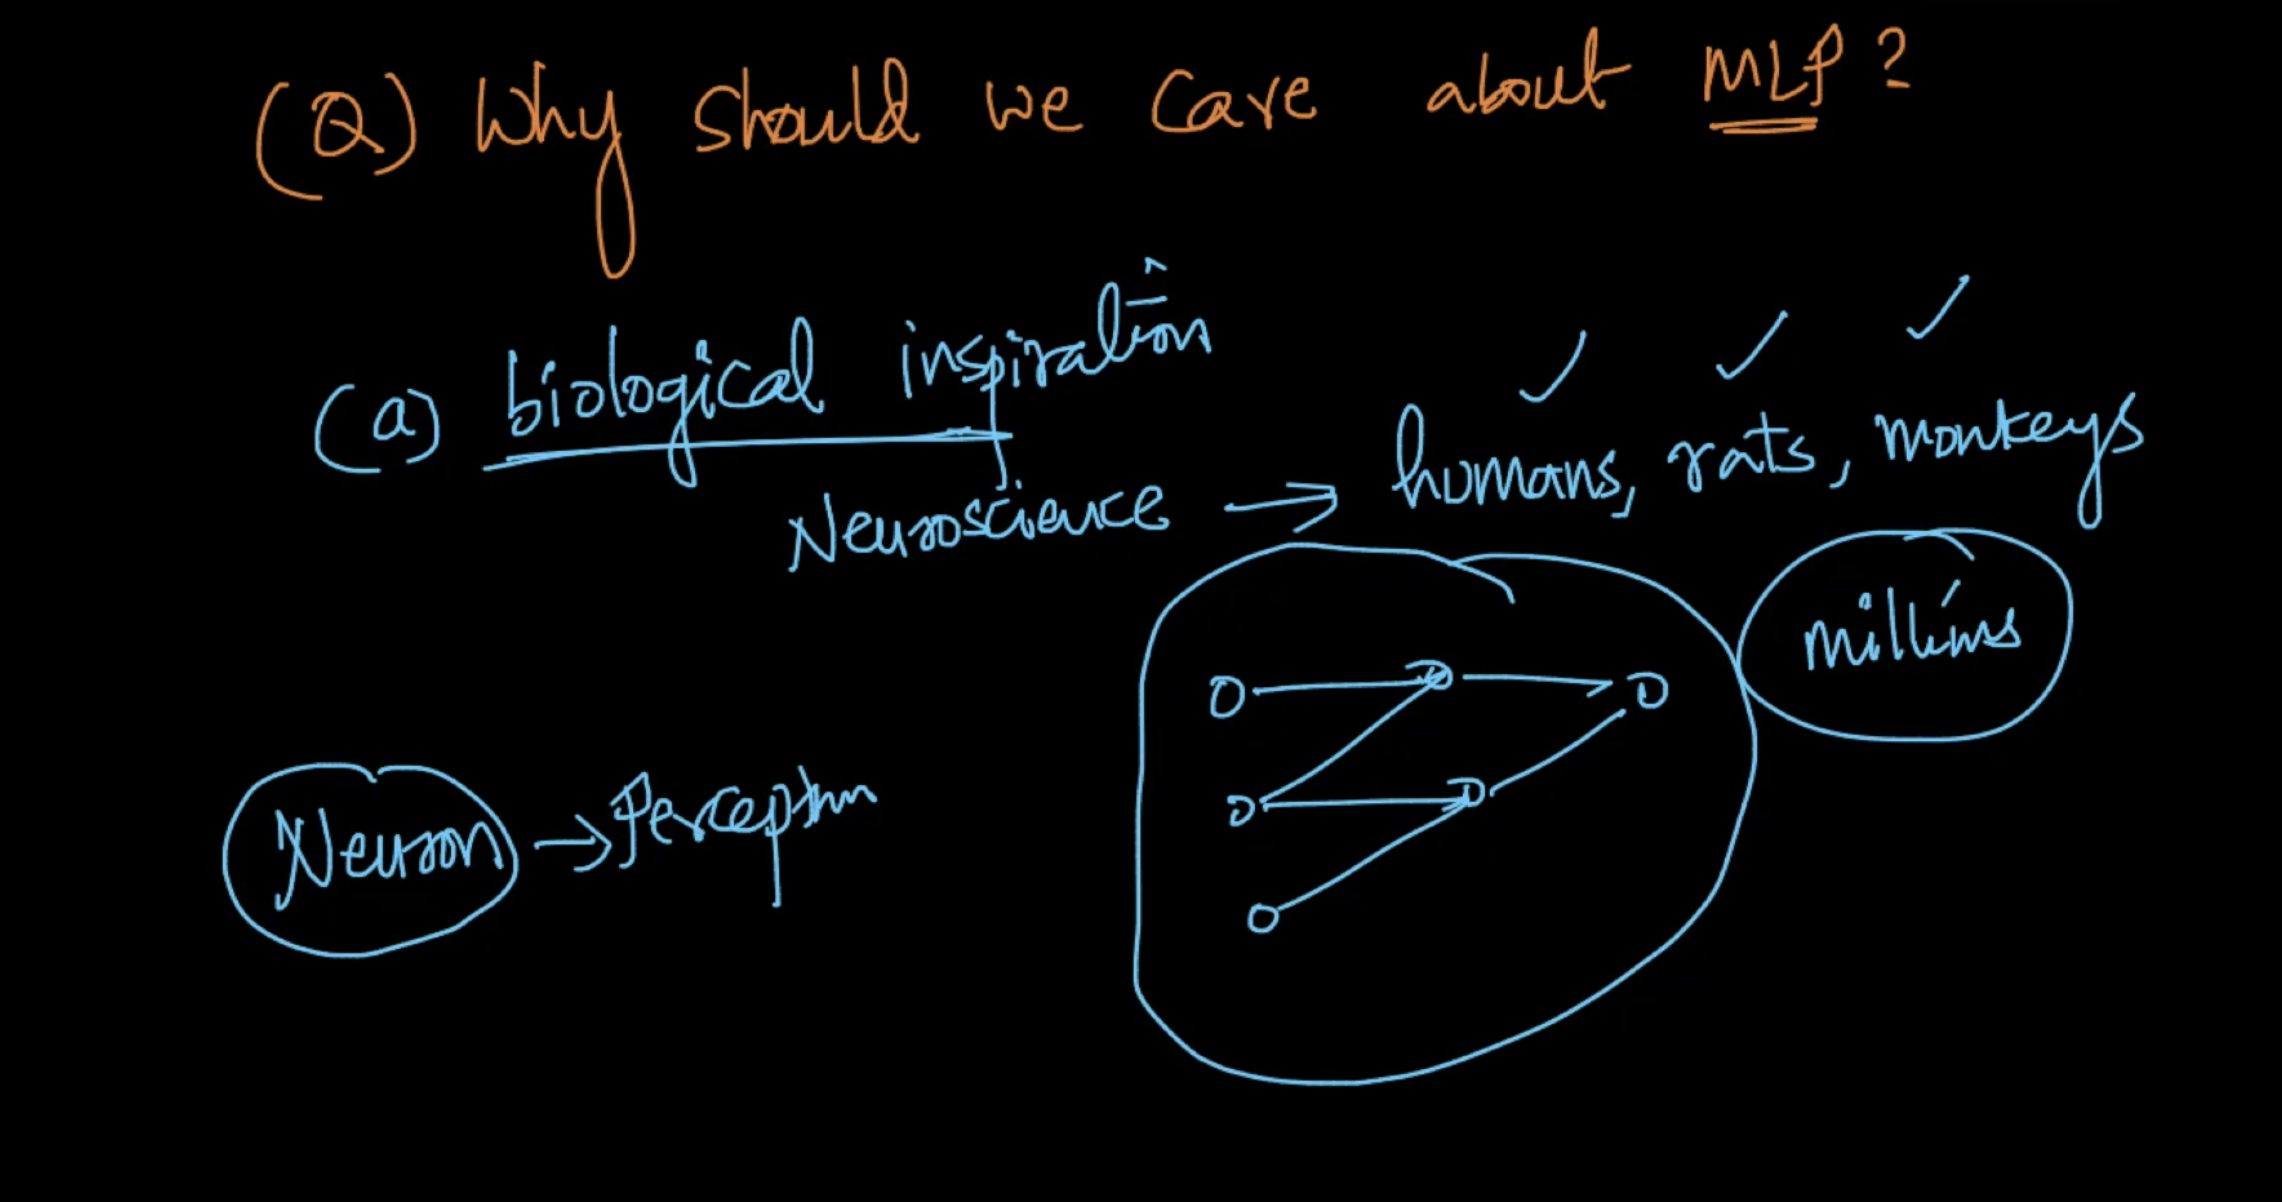 (Q) Why should we care about MLP?
(a) biological inspiration
Neuroscience → humans, rats, monkeys
millions
Neuron → Perceptron